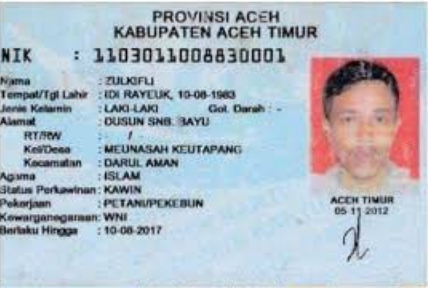 PROVINSI ACEH
KABUPATEN ACEH TIMUR
NIK : 1103011008830001
Nama : ZULKIFLI
Tempat/Tgl Lahir : IDI RAYEUK, 10-08-1983
Jenis Kelamin : LAKI-LAKI Gol. Darah : -
Alamat : DUSUN SNB. BAYU
RT/RW : /
Kel/Desa : MEUNASAH KEUTAPANG
Kecamatan : DARUL AMAN
Agama : ISLAM
Status Perkawinan : KAWIN
Pekerjaan : PETANI/PEKEBUN
Kewarganegaraan: WNI
Berlaku Hingga : 10-08-2017
ACEH TIMUR
05-11-2012